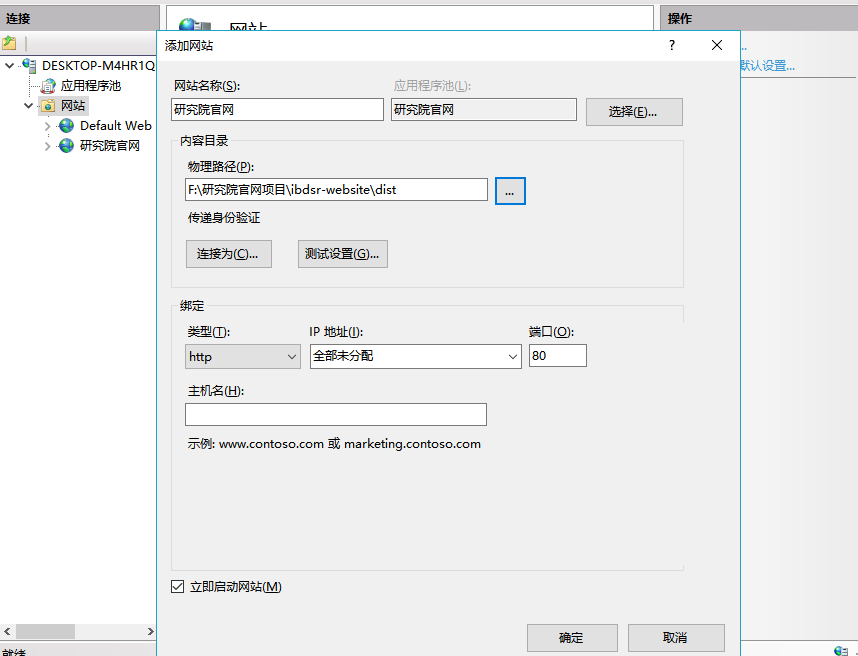 连接
网站
操作
添加网站
?
DESKTOP-M4HR1Q
应用程序池
网站
Default Web
研究院官网
网站名称(S):
应用程序池(L):
研究院官网
研究院官网
选择(E)...
内容目录
物理路径(P):
F:\研究院官网项目\ibdsr-website\dist
...
传递身份验证
连接为(C)...
测试设置(G)...
绑定
类型(T):
IP 地址(I):
端口(O):
http
全部未分配
80
主机名(H):
示例: www.contoso.com 或 marketing.contoso.com
立即启动网站(M)
确定
取消
...
默认设置...
就绪